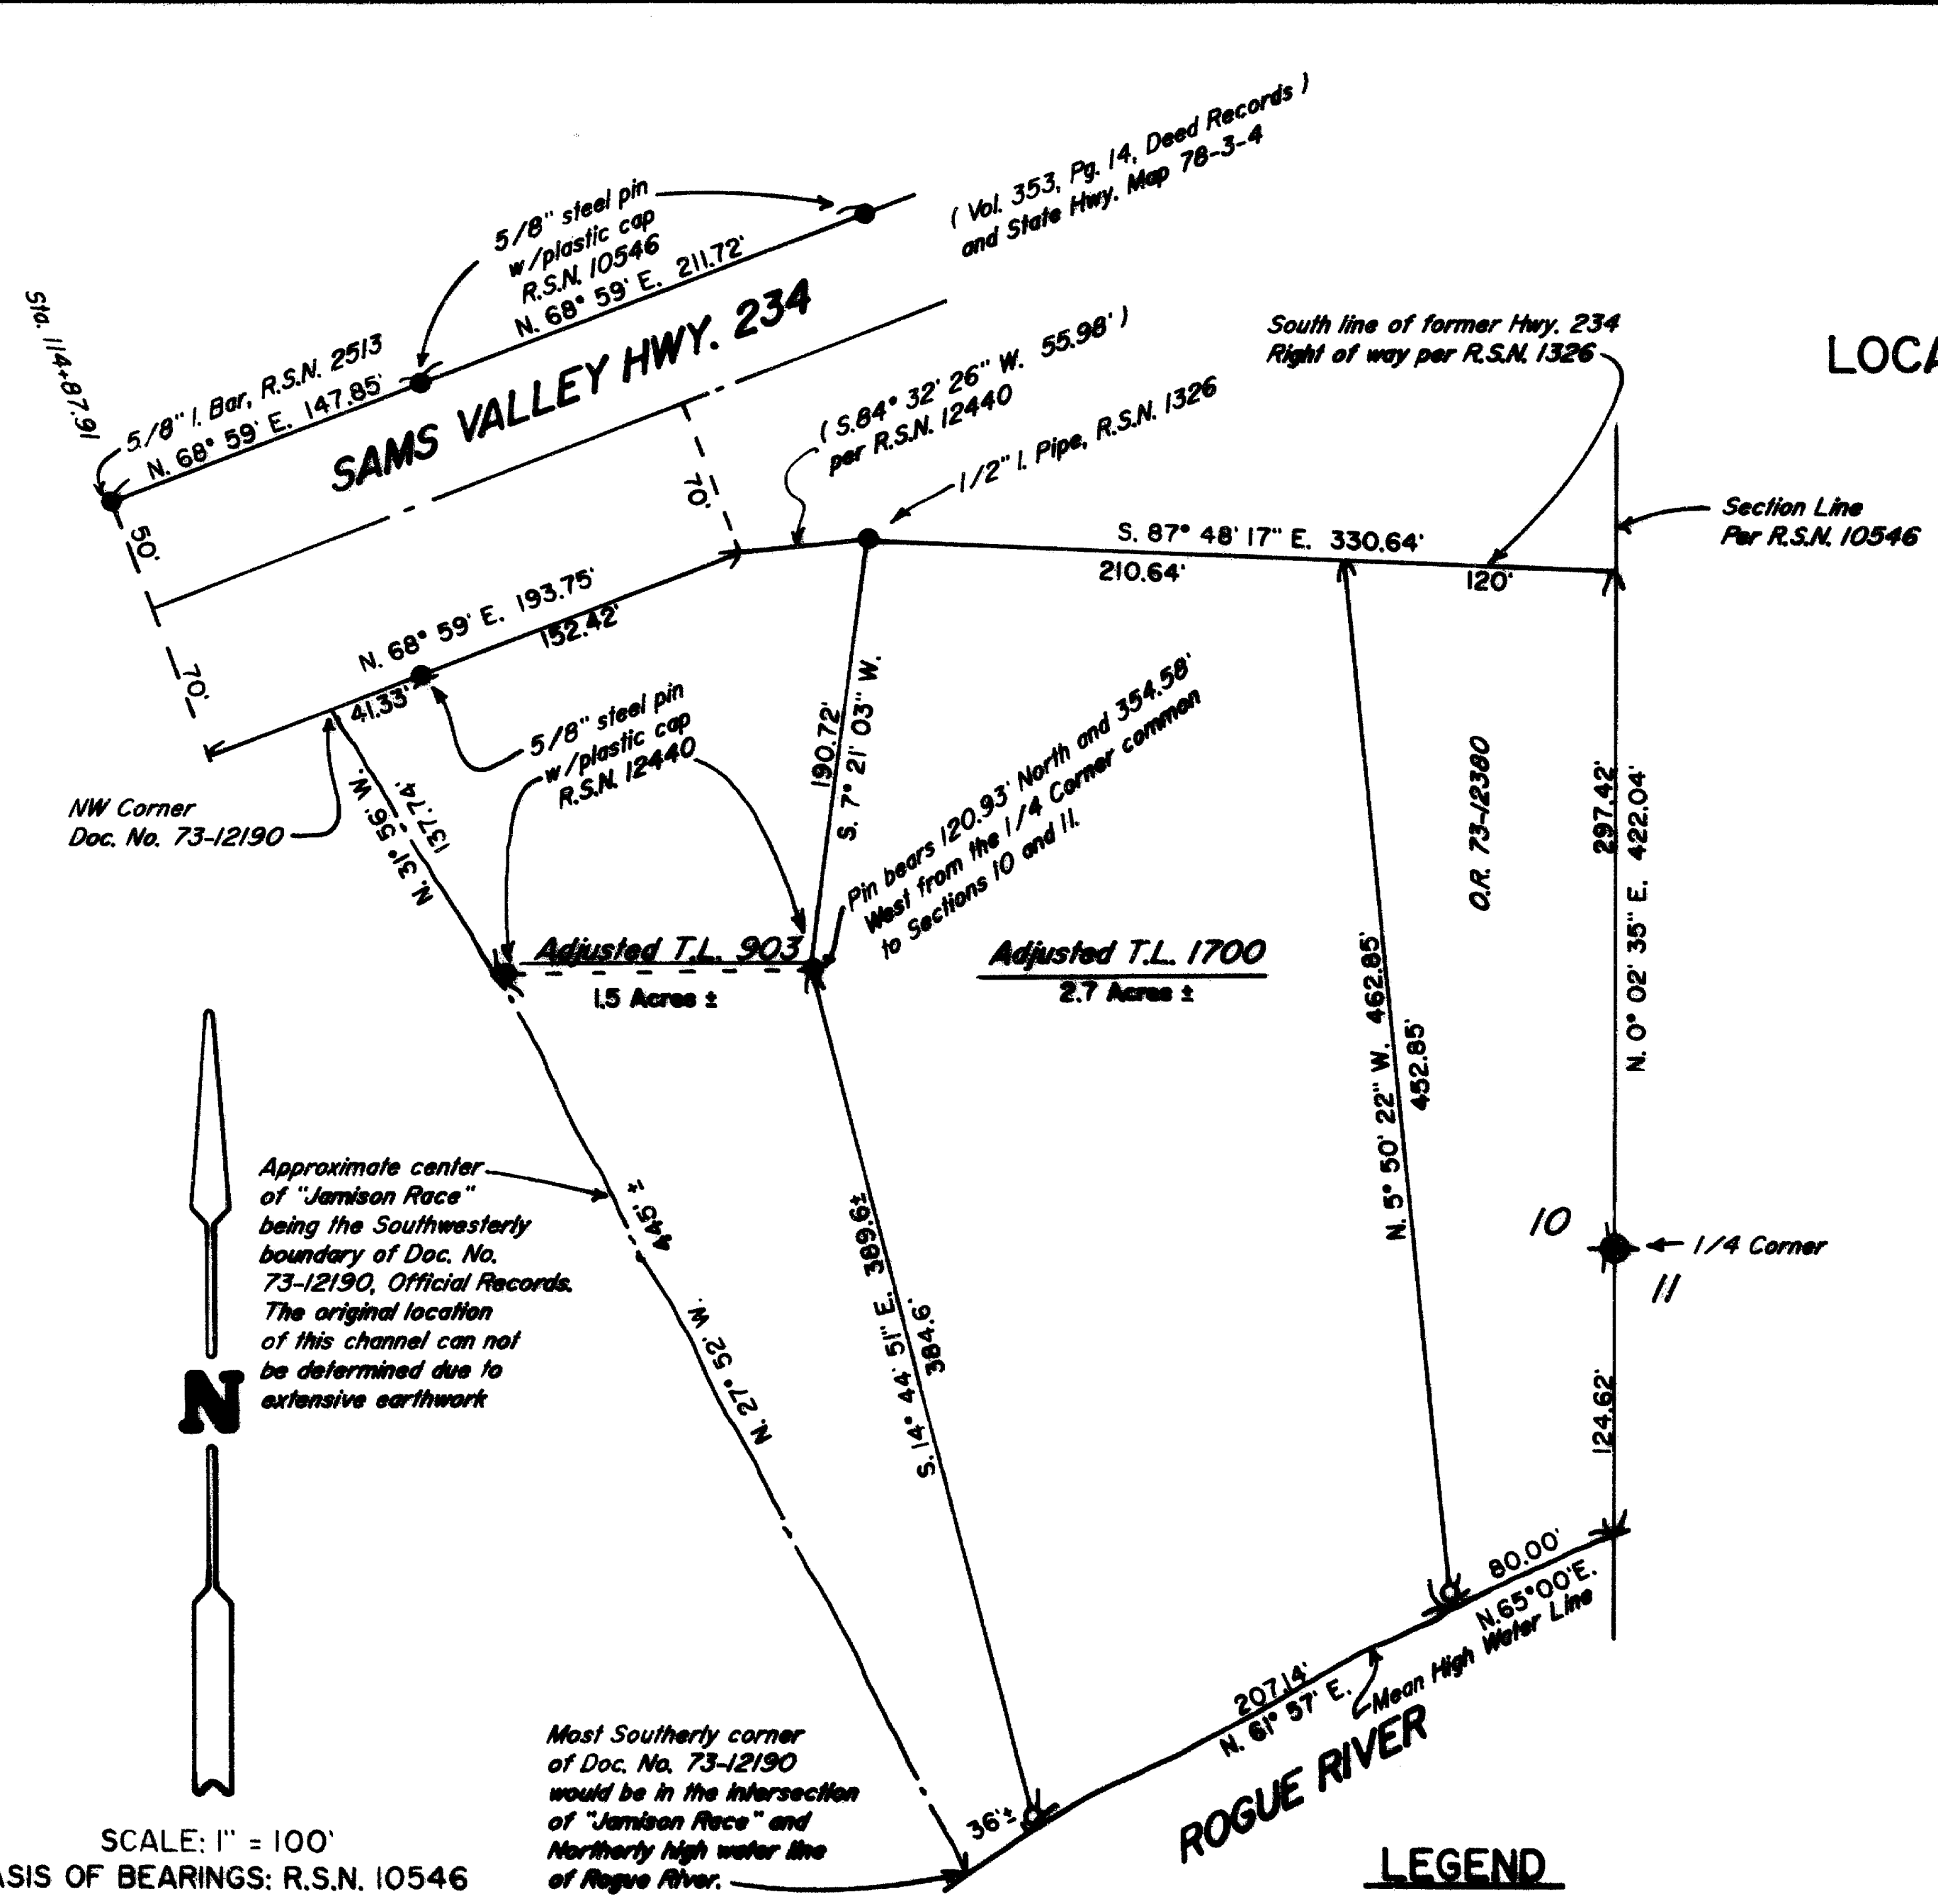 ( Vol. 353, Pg. 14, Deed Records )
and State Hwy. Map 78-3-4
5/8" steel pin
w/plastic cap
R.S.N. 10546
N. 68° 59' E. 211.72'
Sta. 114+87.91
5/8" I. Bar, R.S.N. 2513
N. 68° 59' E. 147.85'
SAMS VALLEY HWY. 234
50'
70'
70'
( S.84° 32' 26" W. 55.98' )
per R.S.N. 12440
1/2" I. Pipe, R.S.N. 1326
South line of former Hwy. 234
Right of way per R.S.N. 1326
LOCA
Section Line
Per R.S.N. 10546
S. 87° 48' 17" E. 330.64'
210.64'
120'
N. 68° 59' E. 193.75'
152.42'
41.33'
5/8" steel pin
w/plastic cap
R.S.N. 12440
NW Corner
Doc. No. 73-12190
137.74'
N. 31° 56' W.
190.72'
S. 7° 21' 03" W.
Pin bears 120.93' North and 354.58'
West from the 1/4 Corner common
to Sections 10 and 11.
O.R. 73-12380
297.42'
N. 0° 02' 35" E. 422.04'
Adjusted T.L. 903
1.5 Acres ±
Adjusted T.L. 1700
2.7 Acres ±
N. 5° 50' 22" W. 462.85'
452.85'
Approximate center
of "Jamison Race"
being the Southwesterly
boundary of Doc. No.
73-12190, Official Records.
The original location
of this channel can not
be determined due to
extensive earthwork
445' ±
N. 27° 52' W.
S. 14° 44' 51" E. 389.6±
384.6'
10
1/4 Corner
11
124.62'
N
80.00'
N.65°00'E.
Mean High Water Line
207.14'
N. 61° 57' E.
ROGUE RIVER
36'±
Most Southerly corner
of Doc. No. 73-12190
would be in the intersection
of "Jamison Race" and
Northerly high water line
of Rogue River.
SCALE: 1" = 100'
ASIS OF BEARINGS: R.S.N. 10546
LEGEND